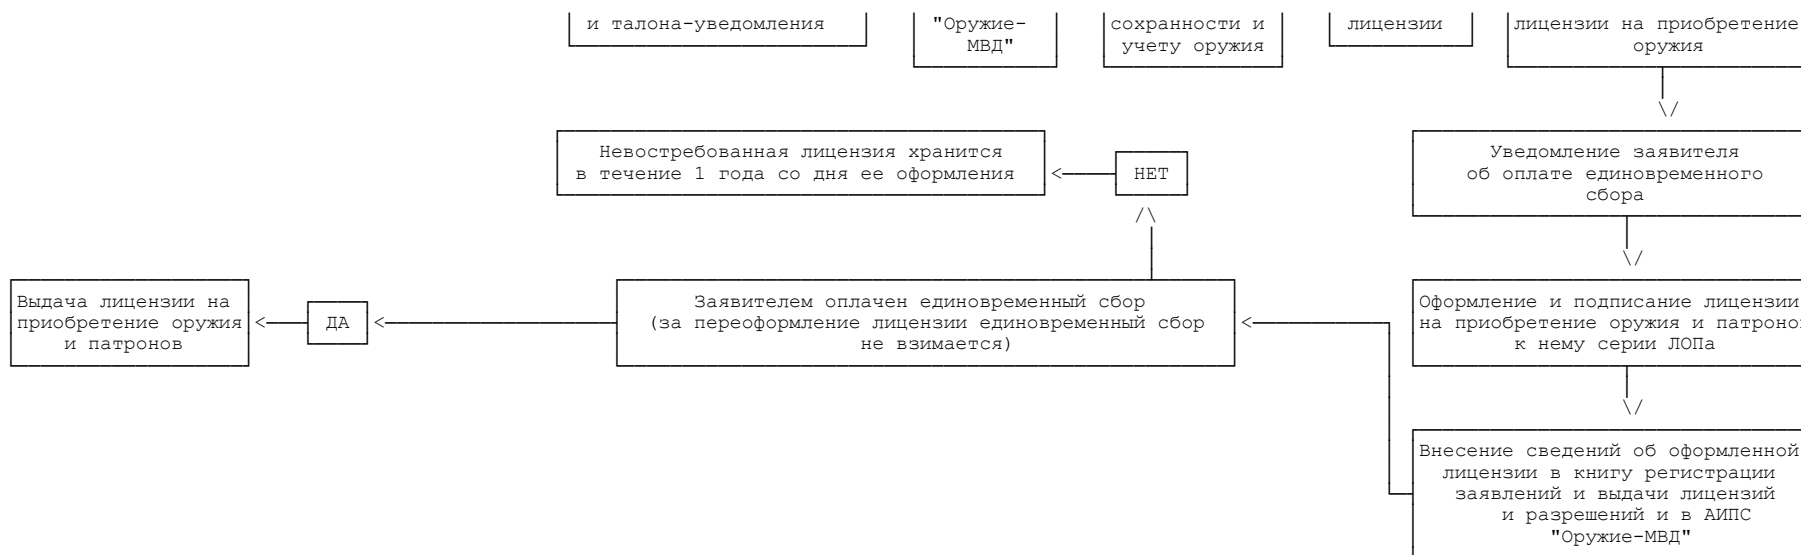 и талона-уведомления
"Оружие-
МВД"
сохранности и
учету оружия
лицензии
лицензии на приобретение
оружия
\/
Невостребованная лицензия хранится
в течение 1 года со дня ее оформления
<
НЕТ
/\
Уведомление заявителя
об оплате единовременного
сбора
\/
Выдача лицензии на
приобретение оружия
и патронов
<
ДА
<
Заявителем оплачен единовременный сбор
(за переоформление лицензии единовременный сбор
не взимается)
<
Оформление и подписание лицензии
на приобретение оружия и патронов
к нему серии ЛОПа
\/
Внесение сведений об оформленной
лицензии в книгу регистрации
заявлений и выдачи лицензий
и разрешений и в АИПС
"Оружие-МВД"